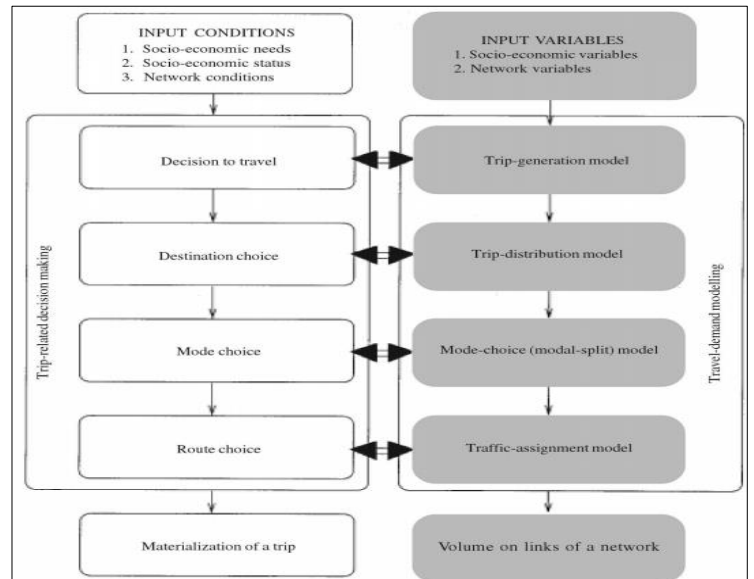 INPUT CONDITIONS
1. Socio-economic needs
2. Socio-economic status
3. Network conditions
INPUT VARIABLES
1. Socio-economic variables
2. Network variables
Trip-related decision making
Decision to travel
Destination choice
Mode choice
Route choice
Trip-generation model
Trip-distribution model
Mode-choice (modal-split) model
Traffic-assignment model
Travel-demand modelling
Materialization of a trip
Volume on links of a network